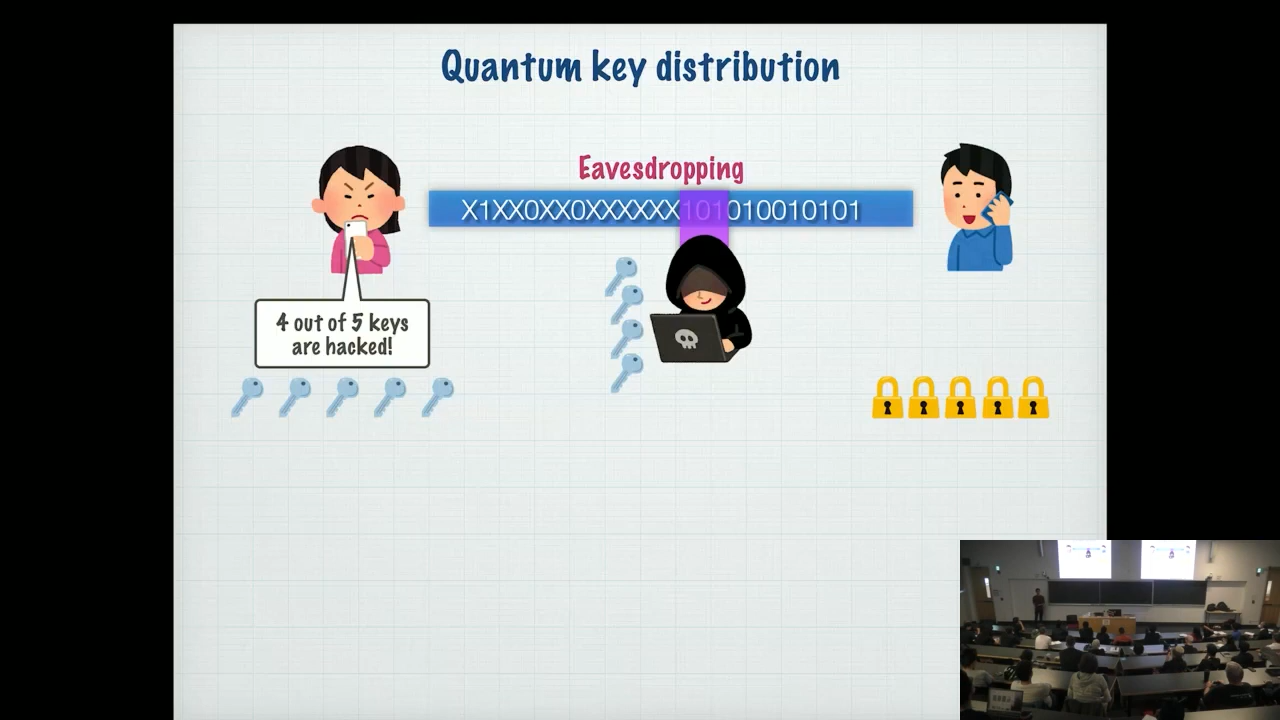 Quantum key distribution
Eavesdropping
X1XX0XX0XXXXXX101010010101
4 out of 5 keys
are hacked!